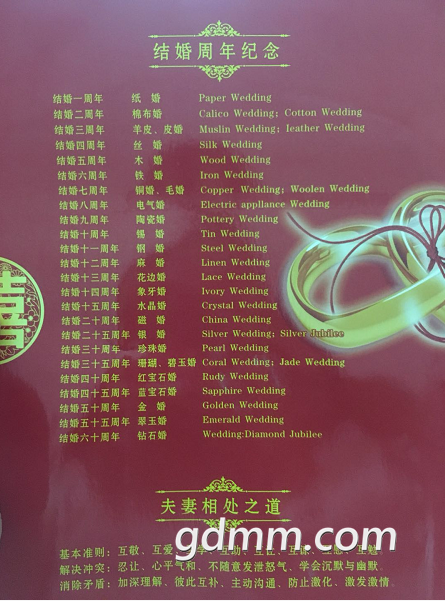 结婚周年纪念
结婚一周年 纸 婚 Paper Wedding
结婚二周年 棉布婚 Calico Wedding; Cotton Wedding
结婚三周年 羊皮、皮婚 Muslin Wedding; ieather Wedding
结婚四周年 丝 婚 Silk Wedding
结婚五周年 木 婚 Wood Wedding
结婚六周年 铁 婚 Iron Wedding
结婚七周年 铜婚、毛婚 Copper Wedding; Woolen Wedding
结婚八周年 电气婚 Electric appliance Wedding
结婚九周年 陶瓷婚 Pottery Wedding
结婚十周年 锡 婚 Tin Wedding
结婚十一周年 钢 婚 Steel Wedding
结婚十二周年 麻 婚 Linen Wedding
结婚十三周年 花边婚 Lace Wedding
结婚十四周年 象牙婚 Ivory Wedding
结婚十五周年 水晶婚 Crystal Wedding
结婚二十周年 磁 婚 China Wedding
结婚二十五周年 银 婚 Silver Wedding; Silver Jubilee
结婚三十周年 珍珠婚 Pearl Wedding
结婚三十五周年 珊瑚、碧玉婚 Coral Wedding; Jade Wedding
结婚四十周年 红宝石婚 Rudy Wedding
结婚四十五周年 蓝宝石婚 Sapphire Wedding
结婚五十周年 金 婚 Golden Wedding
结婚五十五周年 翠玉婚 Emerald Wedding
结婚六十周年 钻石婚 Wedding:Diamond Jubilee
囍
夫妻相处之道
gdmm.com
基本准则: 互敬、互爱、互学、互助、互让、互谅、互慰、互勉。
解决冲突: 忍让、心平气和、不随意发泄怒气、学会沉默与幽默。
消除矛盾: 加深理解、彼此互补、主动沟通、防止激化、激发激情。